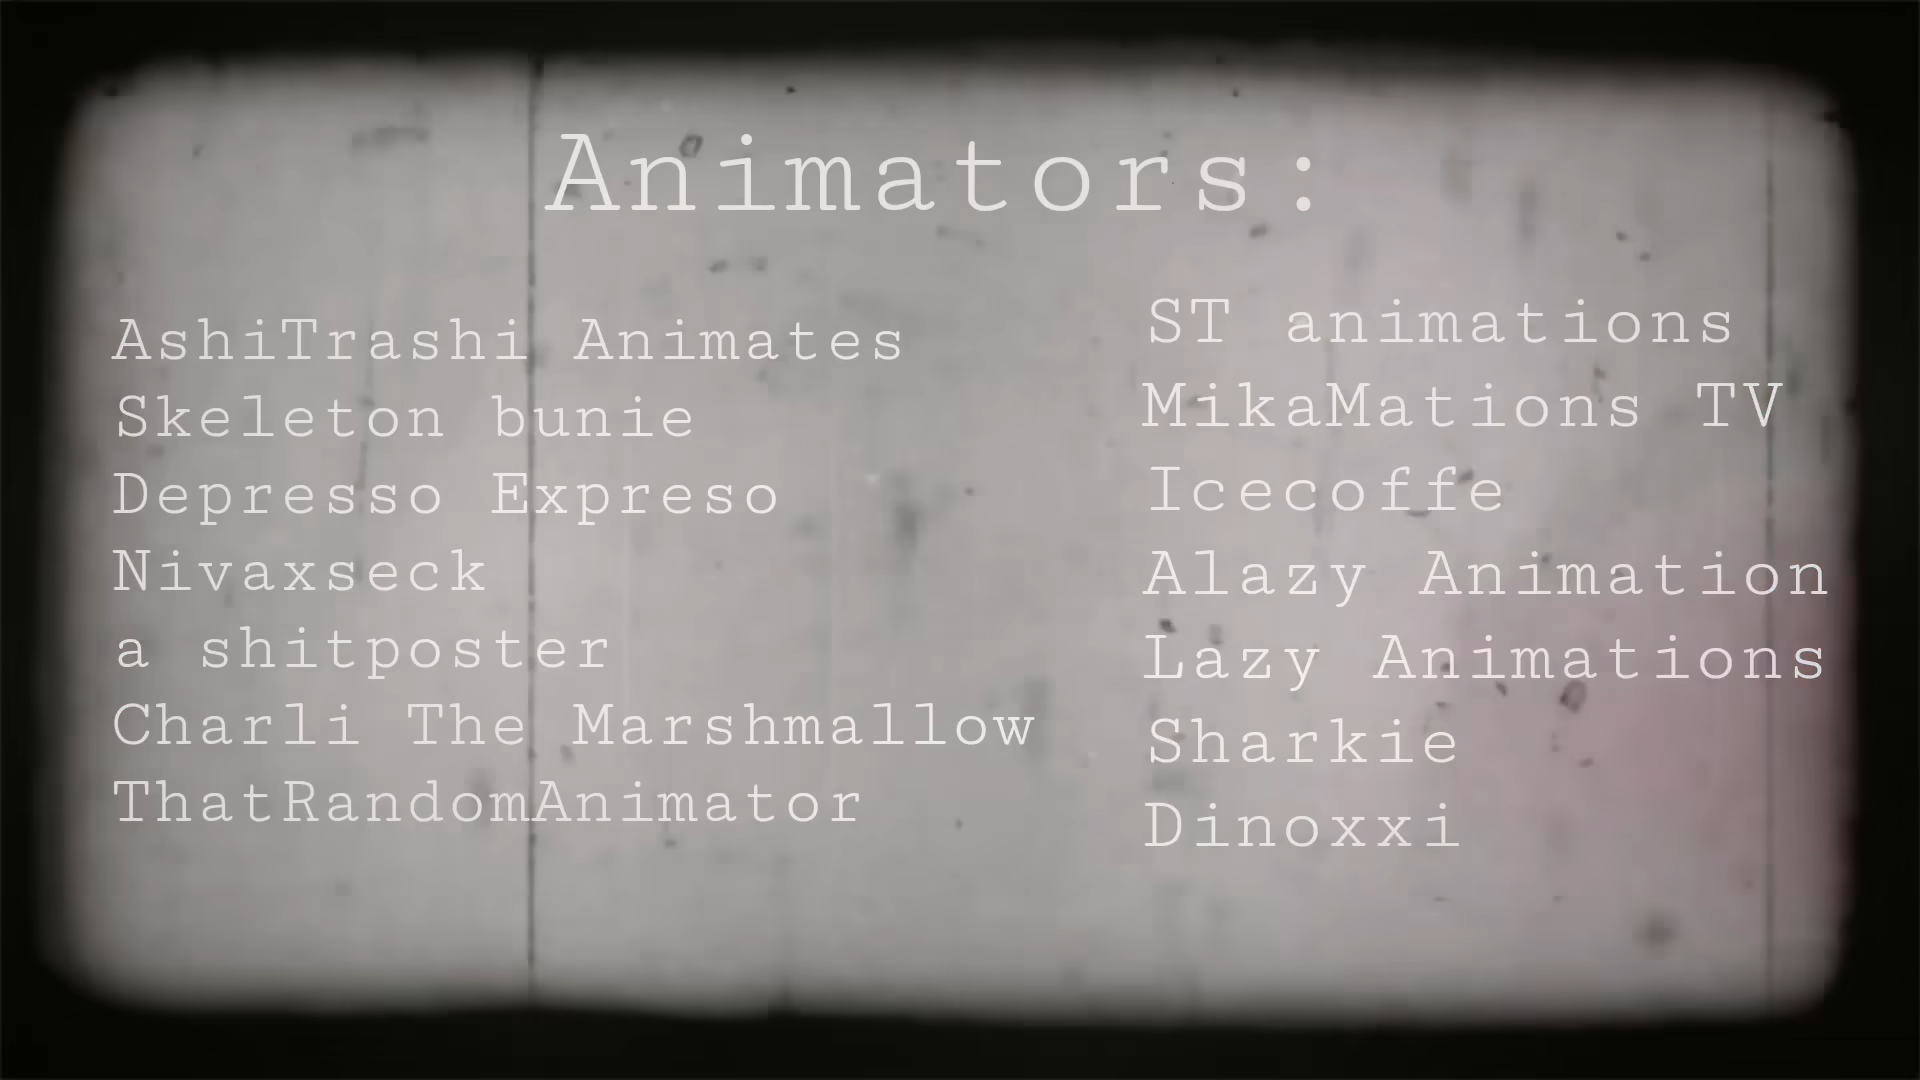 Animators:
AshiTrashi Animates
Skeleton bunie
Depresso Expreso
Nivaxseck
a shitposter
Charli The Marshmallow
ThatRandomAnimator
ST animations
MikaMations TV
Icecoffe
Alazy Animation
Lazy Animations
Sharkie
Dinoxxi